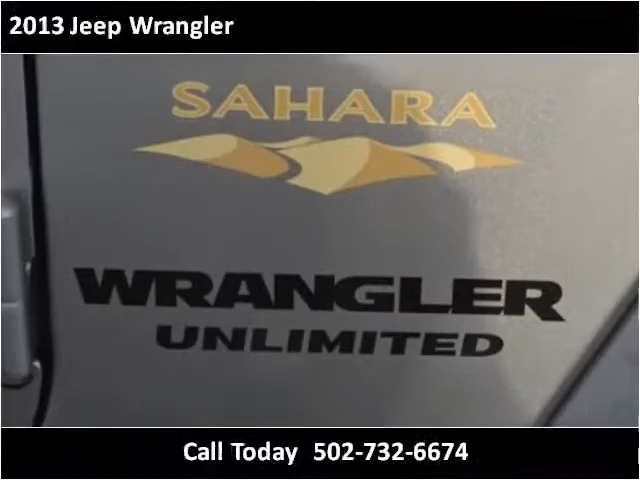 2013 Jeep Wrangler
SAHARA
WRANGLER
UNLIMITED
Call Today 502-732-6674